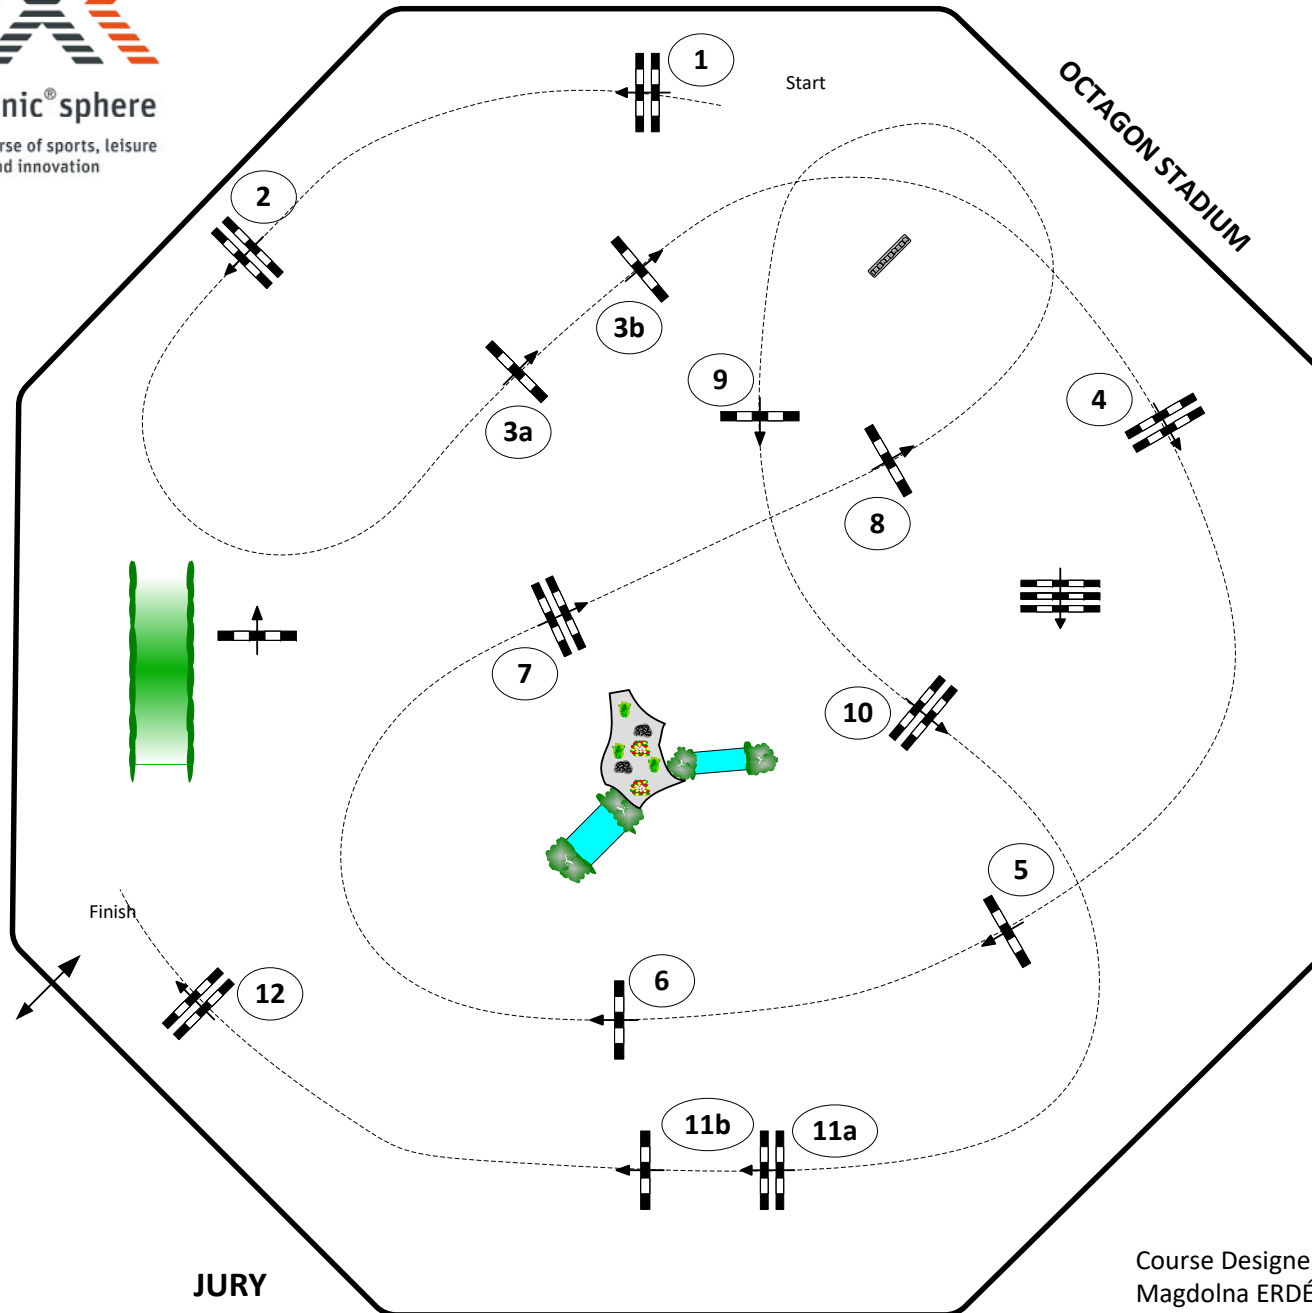 nic® sphere
rse of sports, leisure
nd innovation
1
Start
OCTAGON STADIUM
2
3b
3a
9
4
8
7
10
5
Finish
6
12
11b
11a
JURY
Course Designe
Magdolna ERDÉ